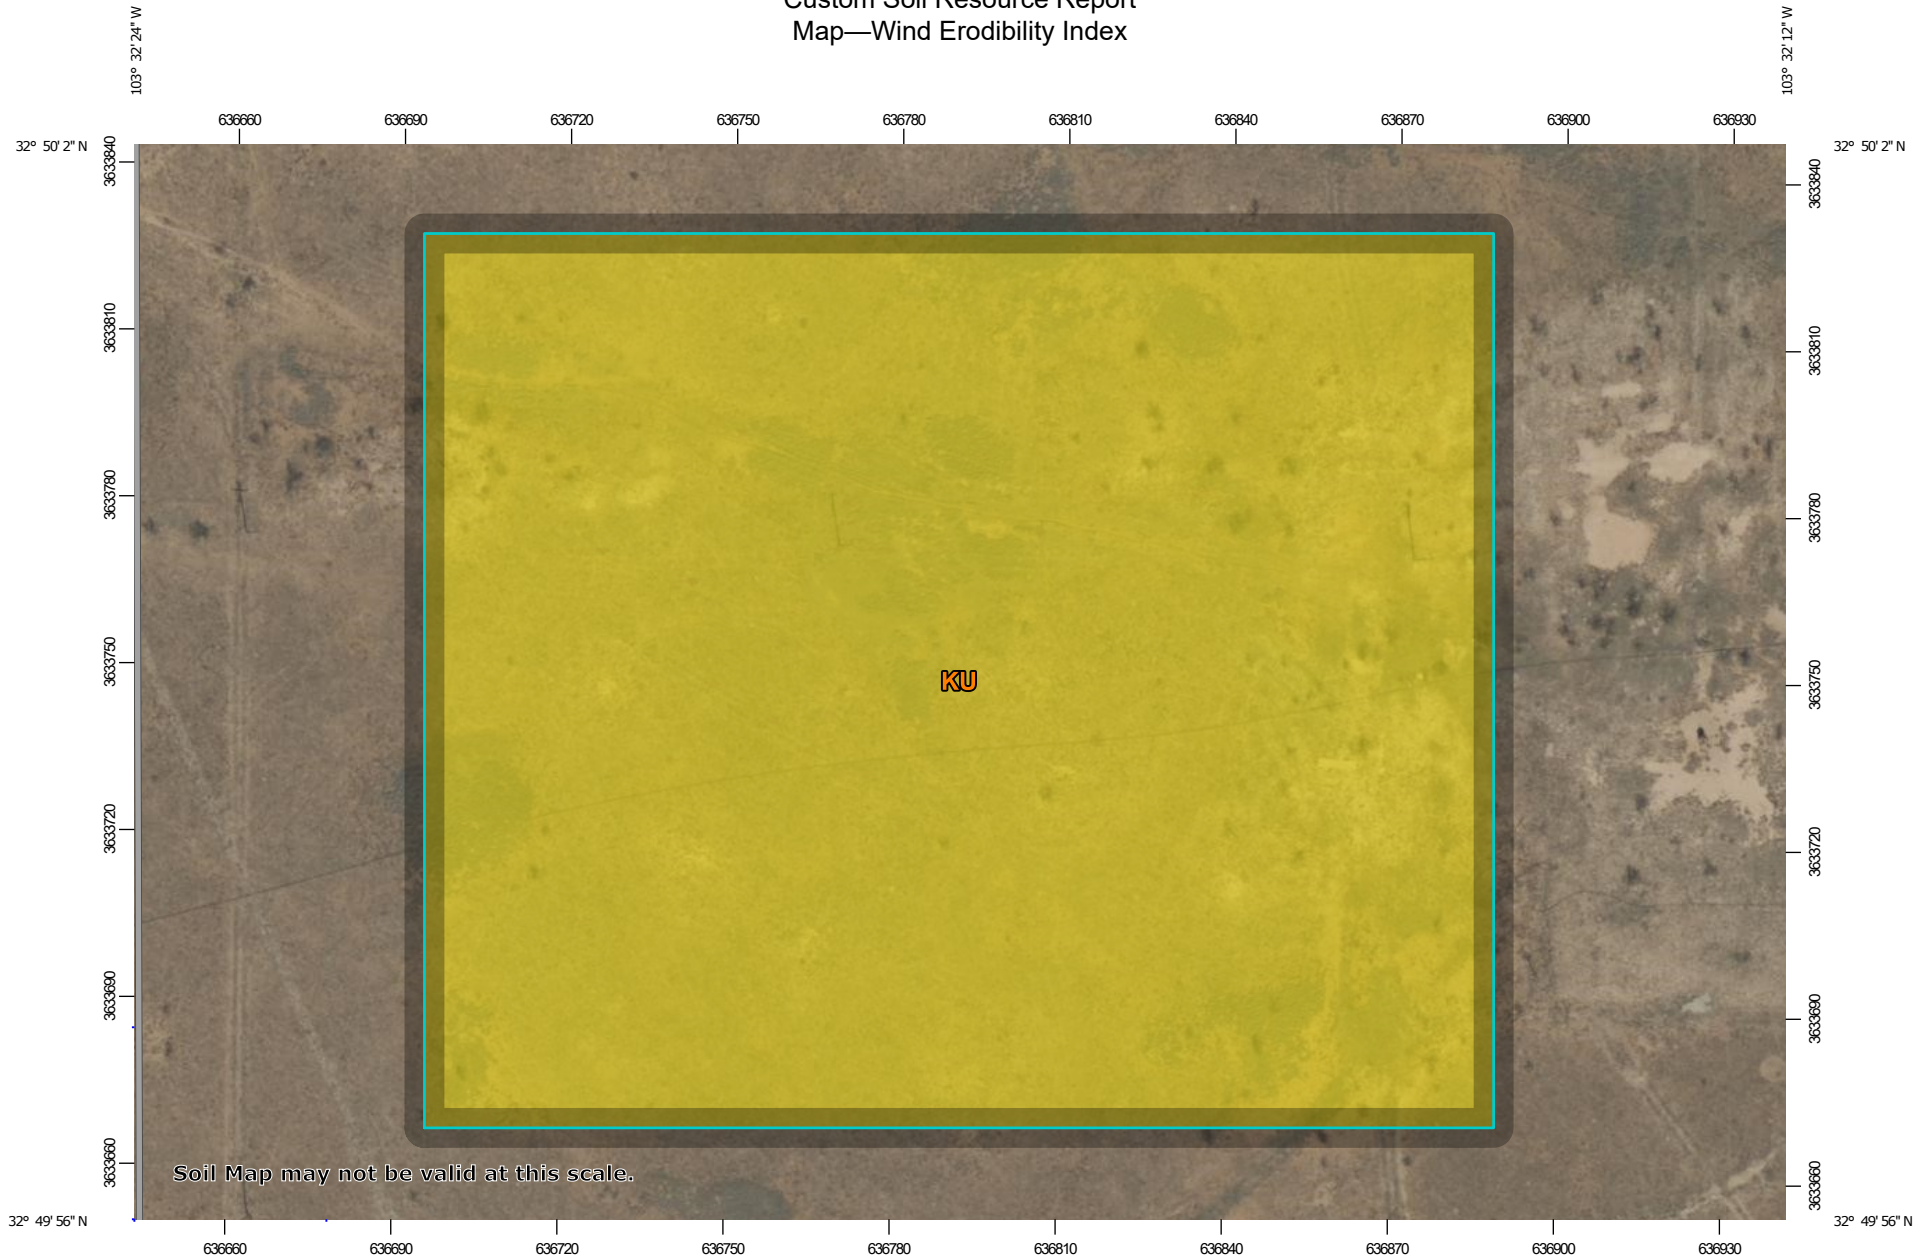 Custom Soil Resource Report
Map—Wind Erodibility Index
103° 32' 24" W
103° 32' 12" W
636660 636690 636720 636750 636780 636810 636840 636870 636900 636930
32° 50' 2" N
32° 50' 2" N
3633840
3633840
3633810
3633810
3633780
3633780
3633750
3633750
KU
3633720
3633720
3633690
3633690
3633660
3633660
Soil Map may not be valid at this scale.
32° 49' 56" N
32° 49' 56" N
636660 636690 636720 636750 636780 636810 636840 636870 636900 636930